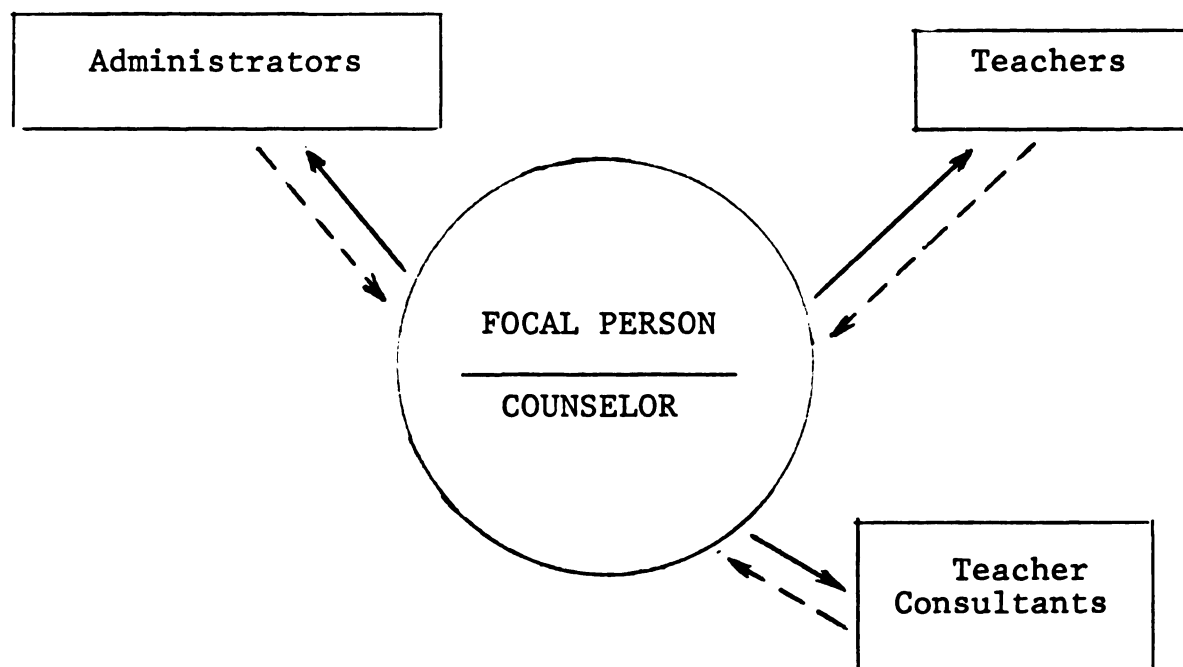 Administrators
Teachers
FOCAL PERSON
COUNSELOR
Teacher
Consultants